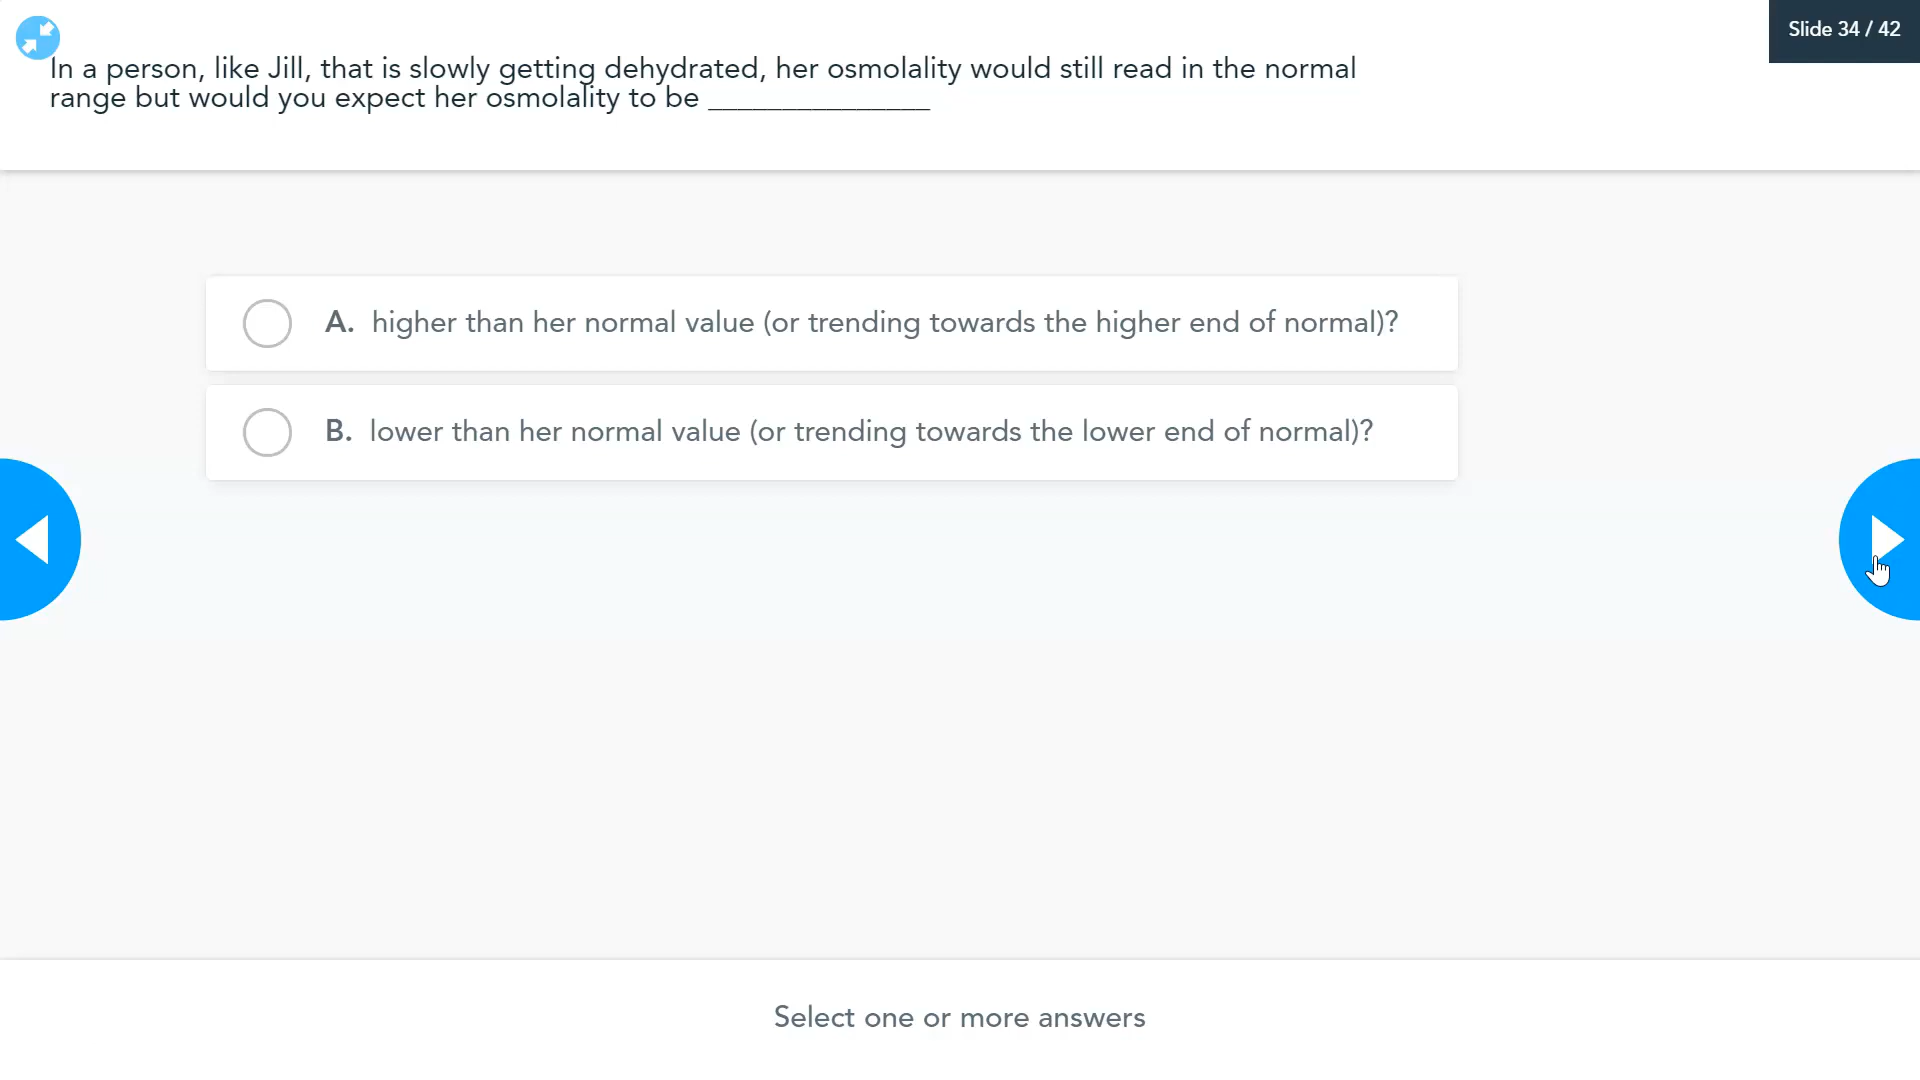 Slide 34 / 42
In a person, like Jill, that is slowly getting dehydrated, her osmolality would still read in the normal
range but would you expect her osmolality to be _______________
A. higher than her normal value (or trending towards the higher end of normal)?
B. lower than her normal value (or trending towards the lower end of normal)?
Select one or more answers